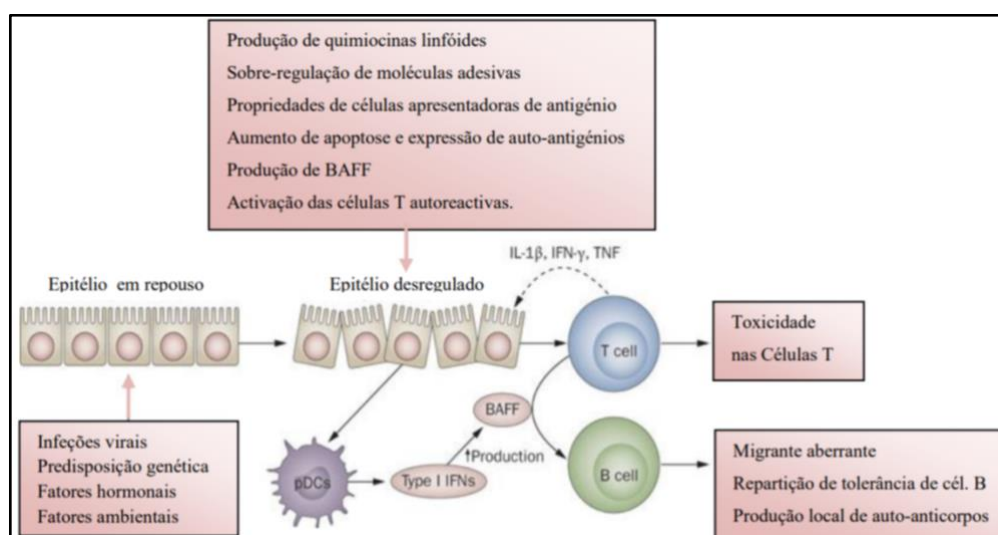 Produção de quimiocinas linfóides
Sobre-regulação de moléculas adesivas
Propriedades de células apresentadoras de antigénio
Aumento de apoptose e expressão de auto-antigénios
Produção de BAFF
Activação das células T autoreactivas.
IL-1β, IFN-γ, TNF
Epitélio em repouso
Epitélio desregulado
T cell
Toxicidade
nas Células T
BAFF
↑Production
pDCs
Type I IFNs
B cell
Infeções virais
Predisposição genética
Fatores hormonais
Fatores ambientais
Migrante aberrante
Repartição de tolerância de cél. B
Produção local de auto-anticorpos